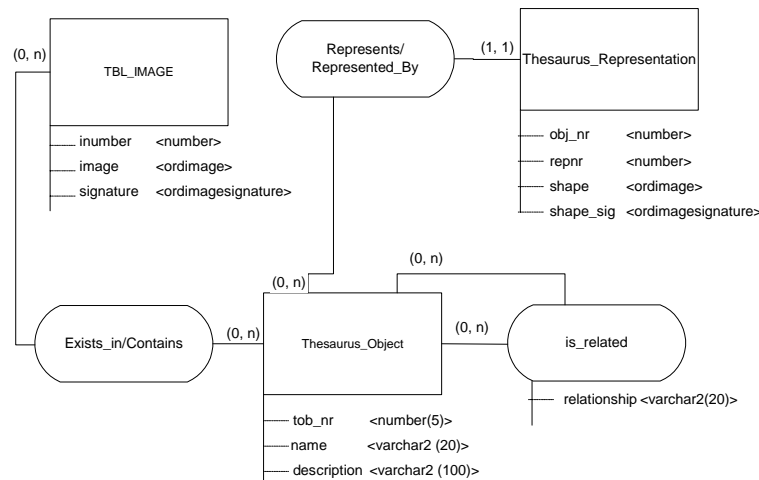 (0, n)
TBL_IMAGE
inumber <number>
image <ordimage>
signature <ordimagesignature>
Represents/
Represented_By
(1, 1)
Thesaurus_Representation
obj_nr <number>
repnr <number>
shape <ordimage>
shape_sig <ordimagesignature>
(0, n)
(0, n)
Exists_in/Contains
(0, n)
Thesaurus_Object
(0, n)
is_related
relationship <varchar2(20)>
tob_nr <number(5)>
name <varchar2 (20)>
description <varchar2 (100)>